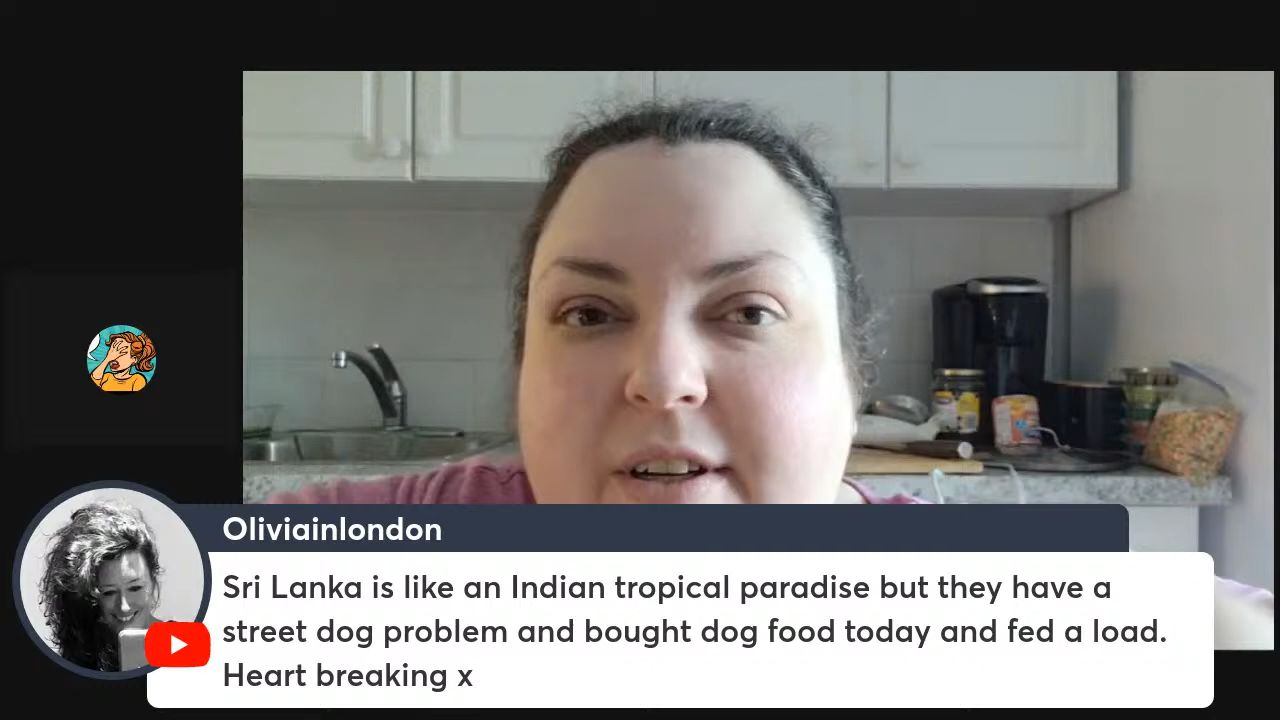 Oliviainlondon
Sri Lanka is like an Indian tropical paradise but they have a
street dog problem and bought dog food today and fed a load.
Heart breaking x